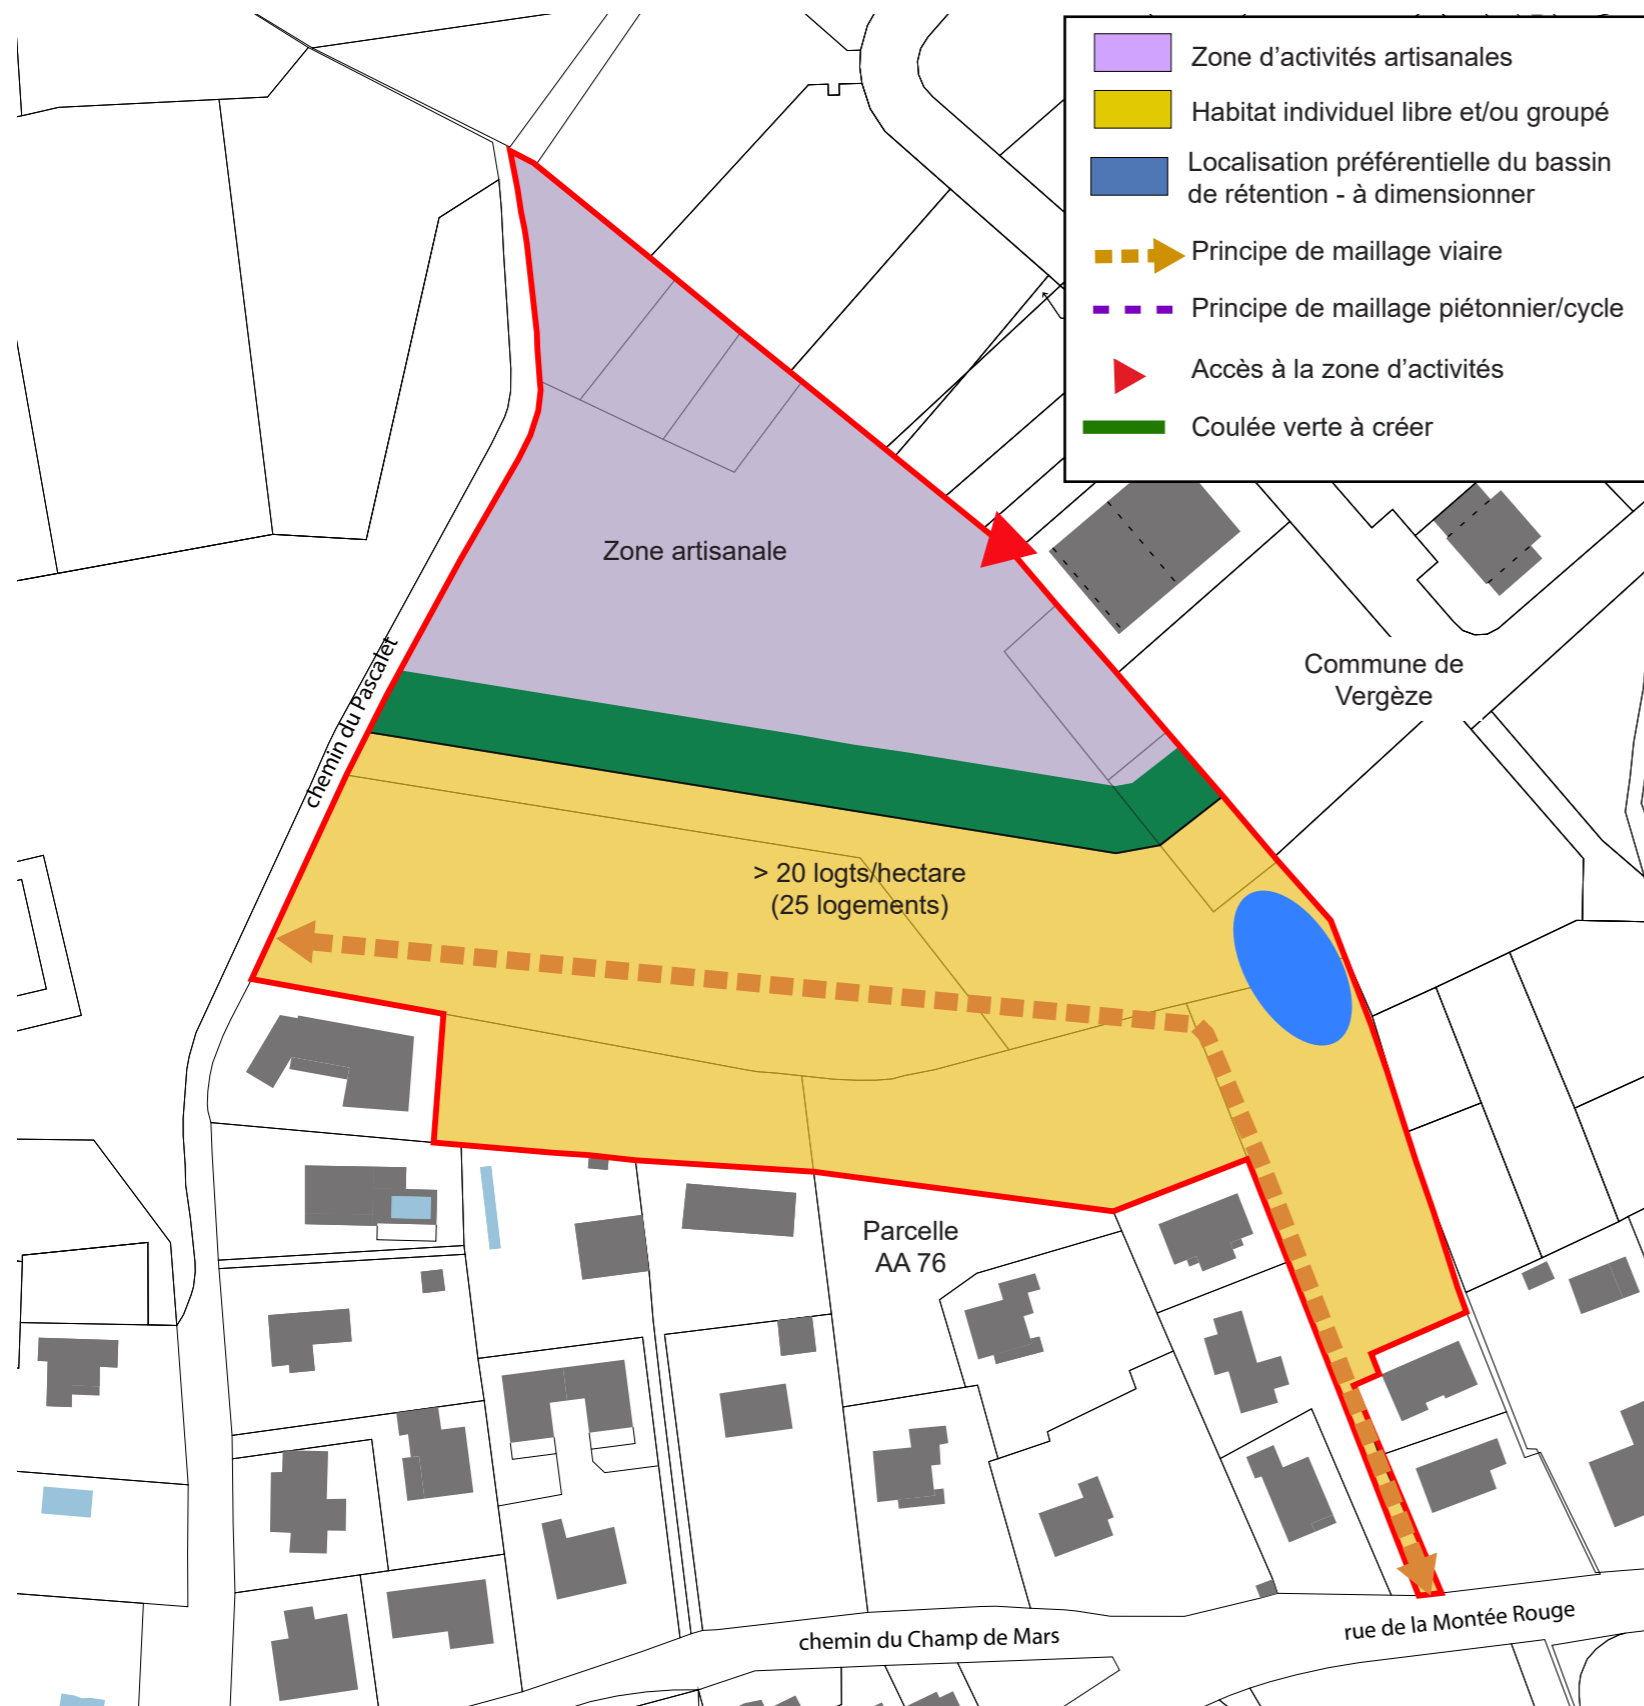 Zone d'activités artisanales
Habitat individuel libre et/ou groupé
Localisation préférentielle du bassin
de rétention - à dimensionner
Principe de maillage viaire
Principe de maillage piétonnier/cycle
Accès à la zone d'activités
Coulée verte à créer
Zone artisanale
chemin du Pascalet
Commune de
Vergèze
> 20 logts/hectare
(25 logements)
Parcelle
AA 76
chemin du Champ de Mars
rue de la Montée Rouge